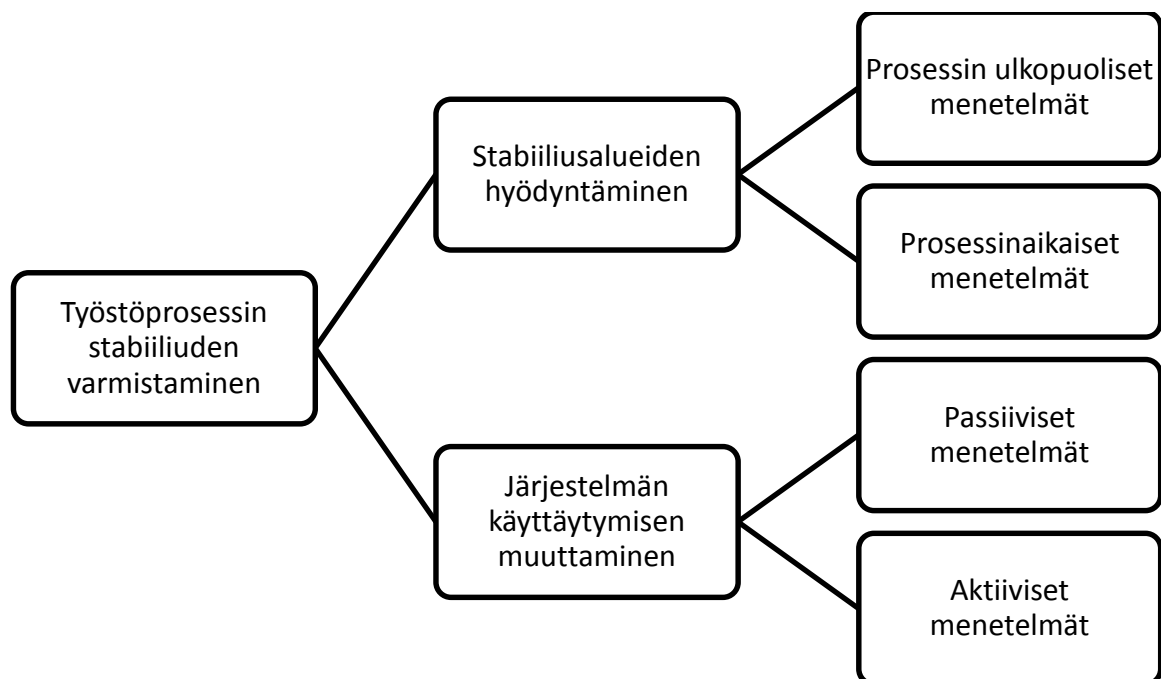 Työstöprosessin
stabiiliuden
varmistaminen
Stabiiliusalueiden
hyödyntäminen
Prosessin ulkopuoliset
menetelmät
Prosessinaikaiset
menetelmät
Järjestelmän
käyttäytymisen
muuttaminen
Passiiviset
menetelmät
Aktiiviset
menetelmät